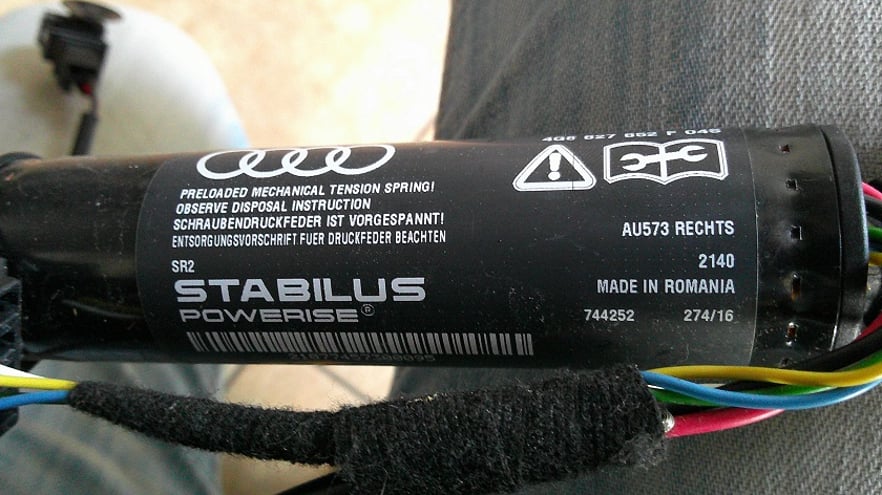 4G8 827 852 F 04S
PRELOADED MECHANICAL TENSION SPRING!
OBSERVE DISPOSAL INSTRUCTION
SCHRAUBENDRUCKFEDER IST VORGESPANNT!
ENTSORGUNGSVORSCHRIFT FUER DRUCKFEDER BEACHTEN
AU573 RECHTS
SR2
2140
STABILUS
MADE IN ROMANIA
POWERISE®
744252 274/16